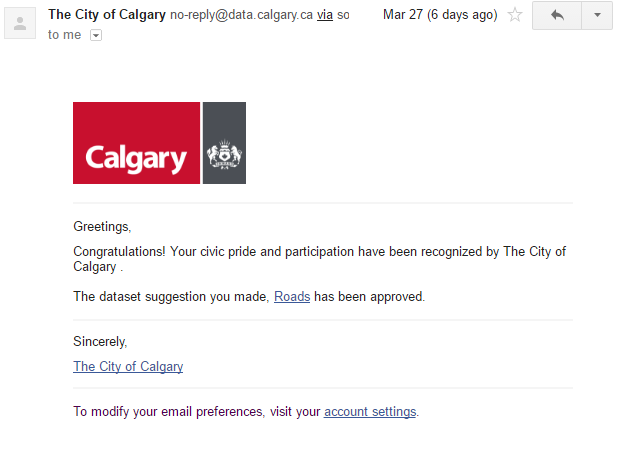 The City of Calgary no-reply@data.calgary.ca via so Mar 27 (6 days ago)
to me
Calgary
Greetings,
Congratulations! Your civic pride and participation have been recognized by The City of
Calgary .
The dataset suggestion you made, Roads has been approved.
Sincerely,
The City of Calgary
To modify your email preferences, visit your account settings.